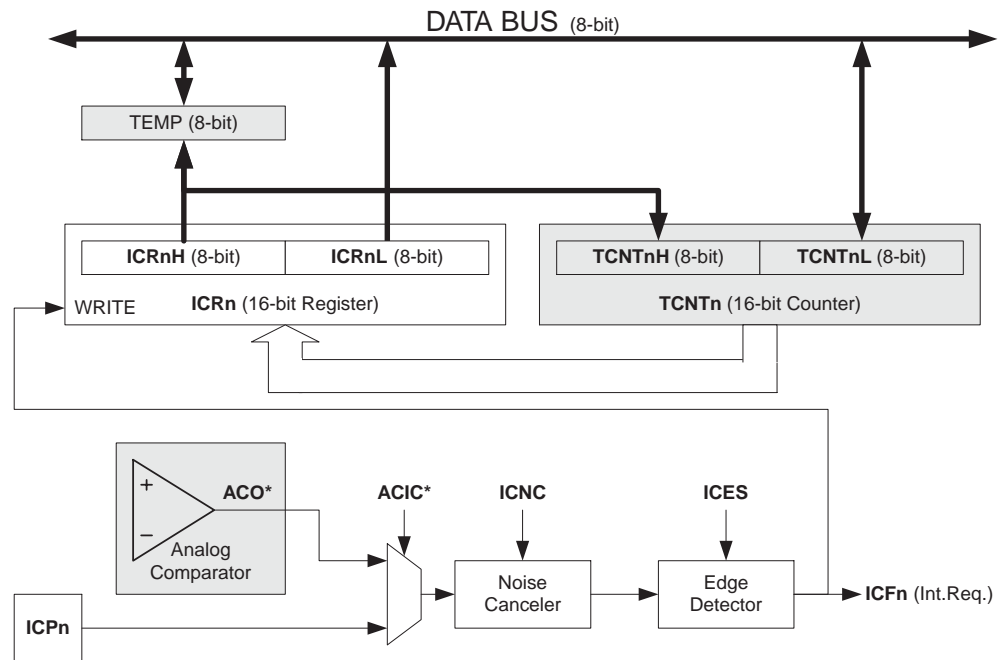 DATA BUS (8-bit)
TEMP (8-bit)
ICRnH (8-bit)
ICRnL (8-bit)
TCNTnH (8-bit)
TCNTnL (8-bit)
WRITE
ICRn (16-bit Register)
TCNTn (16-bit Counter)
+
−
ACO*
Analog
Comparator
ACIC*
ICNC
ICES
Noise
Canceler
Edge
Detector
ICFn (Int.Req.)
ICPn